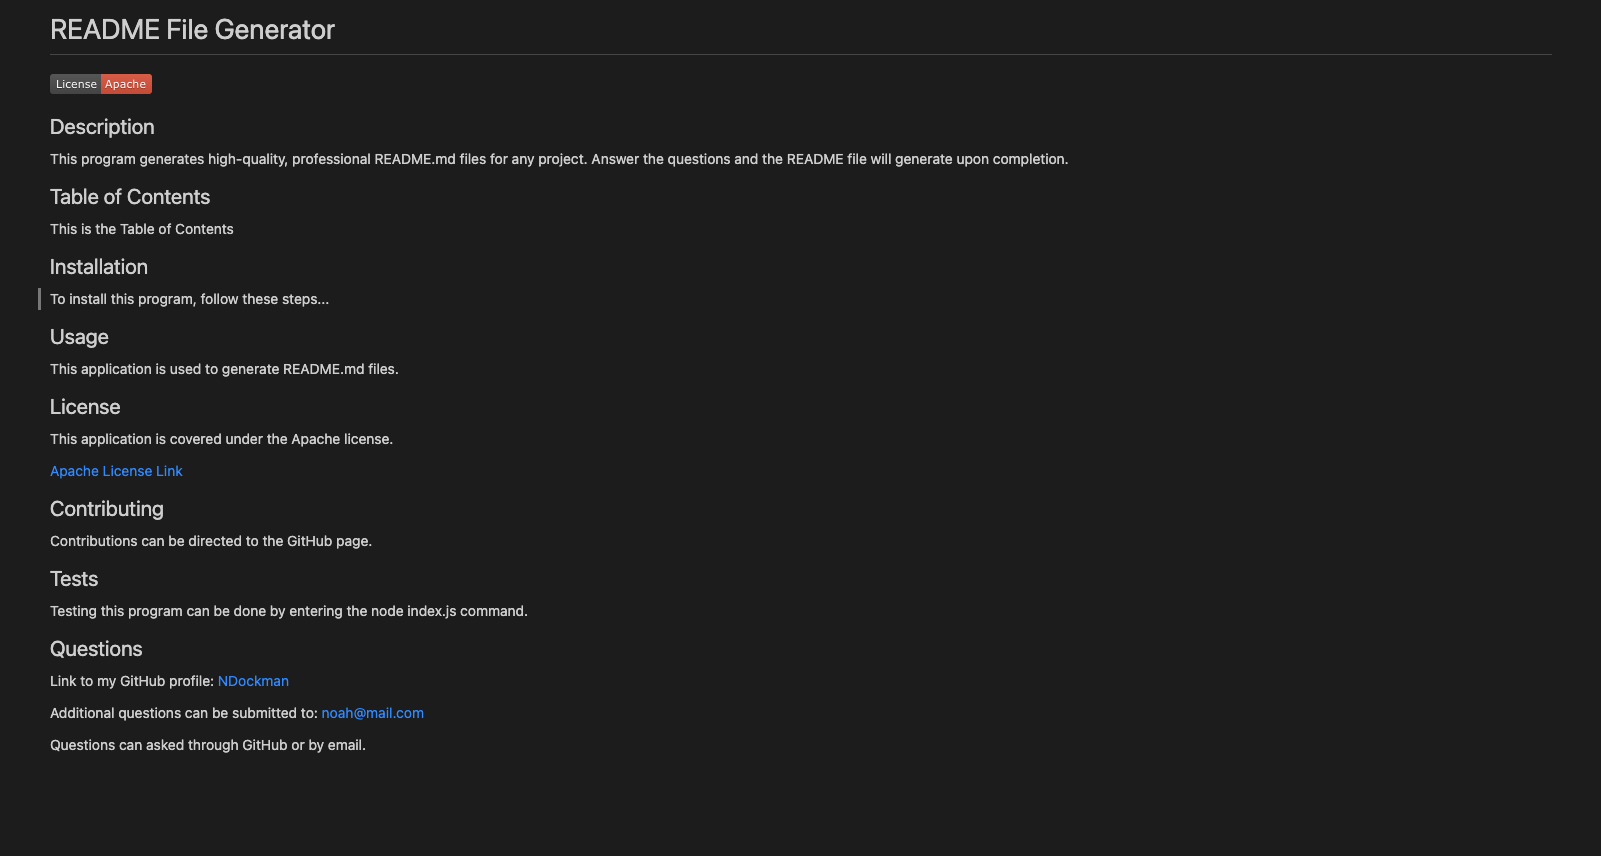 README File Generator
License Apache
Description
This program generates high-quality, professional README.md files for any project. Answer the questions and the README file will generate upon completion.
Table of Contents
This is the Table of Contents
Installation
To install this program, follow these steps...
Usage
This application is used to generate README.md files.
License
This application is covered under the Apache license.
Apache License Link
Contributing
Contributions can be directed to the GitHub page.
Tests
Testing this program can be done by entering the node index.js command.
Questions
Link to my GitHub profile: NDockman
Additional questions can be submitted to: noah@mail.com
Questions can asked through GitHub or by email.